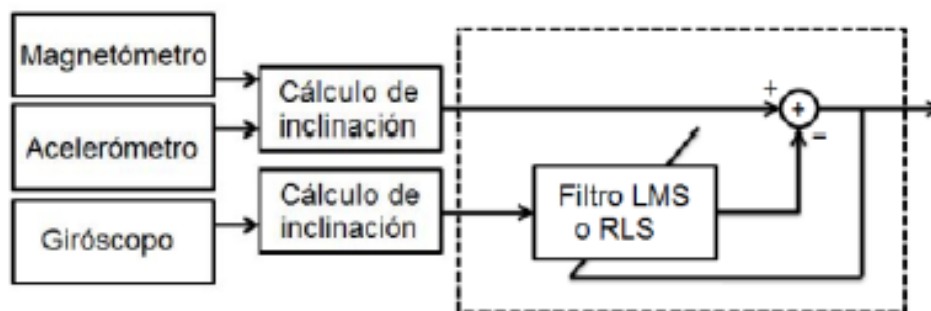 Magnetómetro
Acelerómetro
Giróscopo
Cálculo de
inclinación
Cálculo de
inclinación
Filtro LMS
o RLS
+
+
−